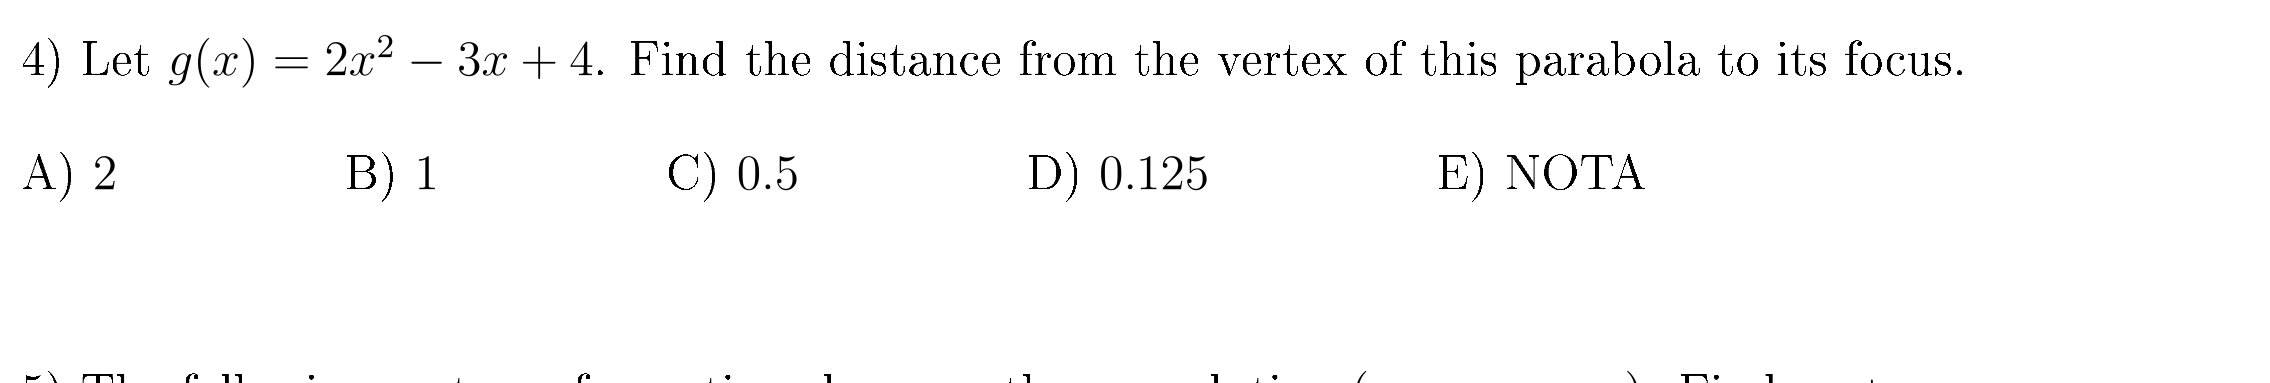 4) Let g(x) = 2x² − 3x + 4. Find the distance from the vertex of this parabola to its focus.
A) 2 B) 1 C) 0.5 D) 0.125 E) NOTA